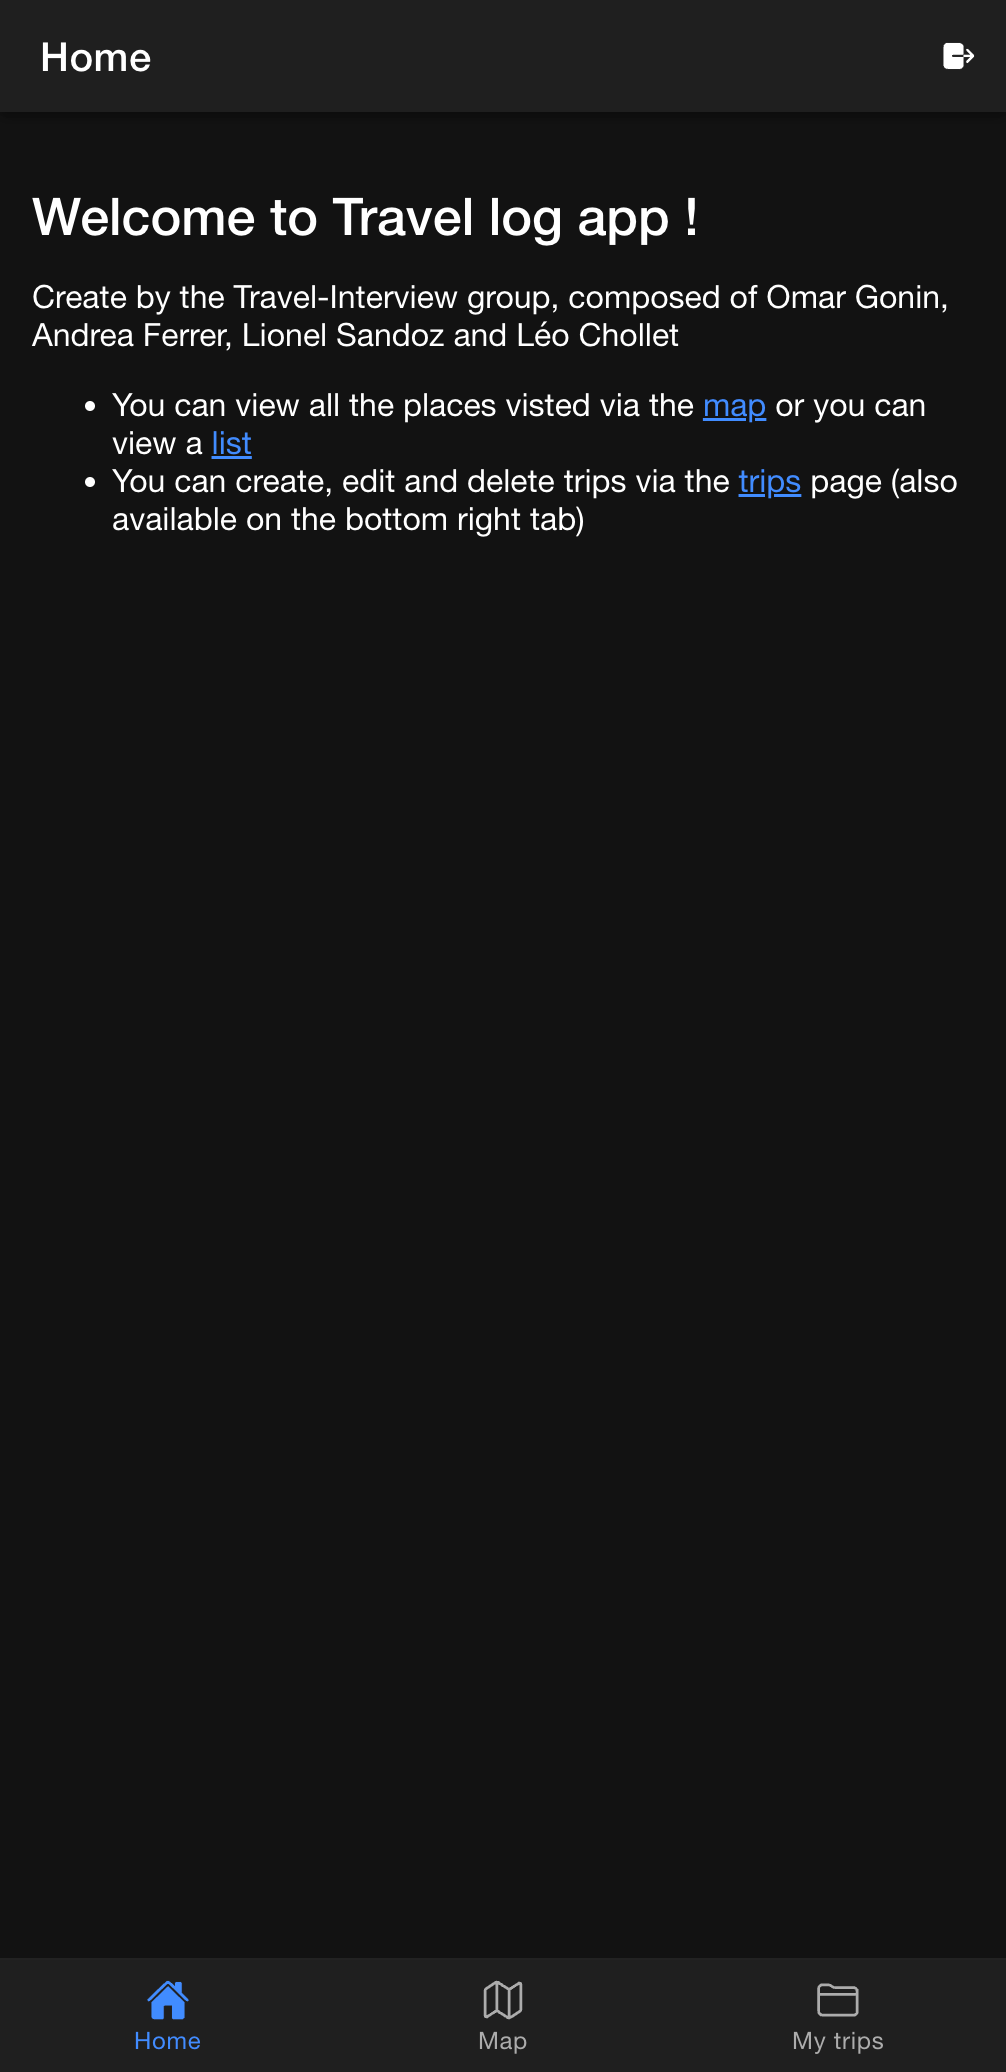 Home
Welcome to Travel log app !
Create by the Travel-Interview group, composed of Omar Gonin,
Andrea Ferrer, Lionel Sandoz and Léo Chollet
• You can view all the places visted via the map or you can
view a list
• You can create, edit and delete trips via the trips page (also
available on the bottom right tab)
Home
Map
My trips